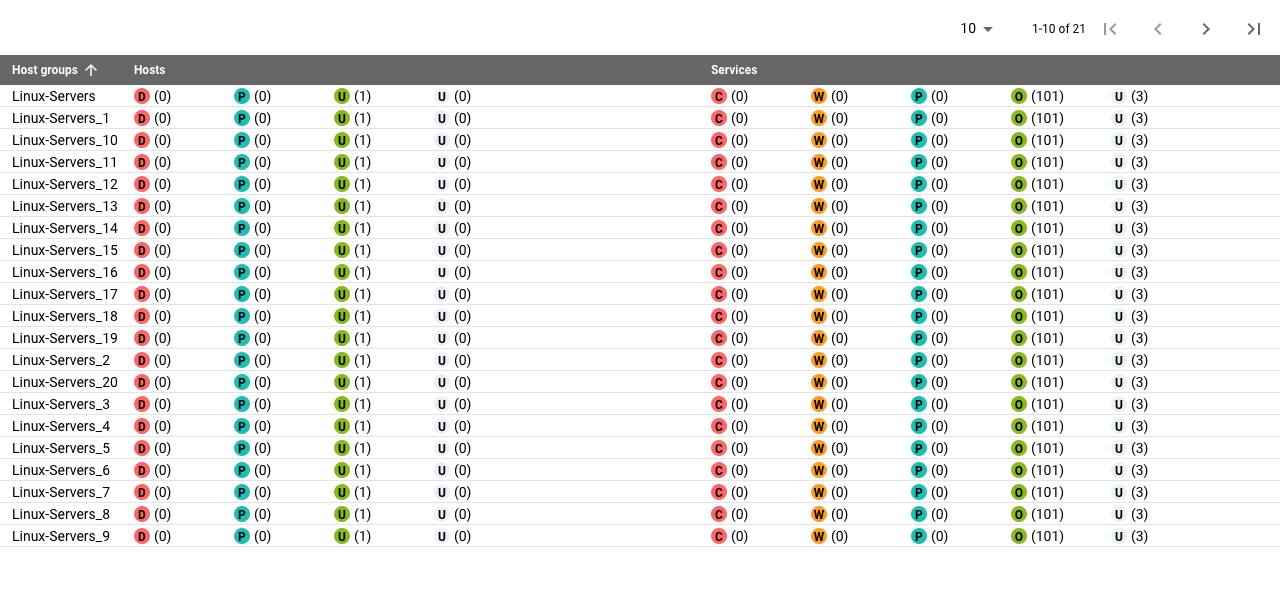 10 1-10 of 21
Host groups Hosts Services
Linux-Servers D (0) P (0) U (1) U (0) C (0) W (0) P (0) O (101) U (3)
Linux-Servers_1 D (0) P (0) U (1) U (0) C (0) W (0) P (0) O (101) U (3)
Linux-Servers_10 D (0) P (0) U (1) U (0) C (0) W (0) P (0) O (101) U (3)
Linux-Servers_11 D (0) P (0) U (1) U (0) C (0) W (0) P (0) O (101) U (3)
Linux-Servers_12 D (0) P (0) U (1) U (0) C (0) W (0) P (0) O (101) U (3)
Linux-Servers_13 D (0) P (0) U (1) U (0) C (0) W (0) P (0) O (101) U (3)
Linux-Servers_14 D (0) P (0) U (1) U (0) C (0) W (0) P (0) O (101) U (3)
Linux-Servers_15 D (0) P (0) U (1) U (0) C (0) W (0) P (0) O (101) U (3)
Linux-Servers_16 D (0) P (0) U (1) U (0) C (0) W (0) P (0) O (101) U (3)
Linux-Servers_17 D (0) P (0) U (1) U (0) C (0) W (0) P (0) O (101) U (3)
Linux-Servers_18 D (0) P (0) U (1) U (0) C (0) W (0) P (0) O (101) U (3)
Linux-Servers_19 D (0) P (0) U (1) U (0) C (0) W (0) P (0) O (101) U (3)
Linux-Servers_2 D (0) P (0) U (1) U (0) C (0) W (0) P (0) O (101) U (3)
Linux-Servers_20 D (0) P (0) U (1) U (0) C (0) W (0) P (0) O (101) U (3)
Linux-Servers_3 D (0) P (0) U (1) U (0) C (0) W (0) P (0) O (101) U (3)
Linux-Servers_4 D (0) P (0) U (1) U (0) C (0) W (0) P (0) O (101) U (3)
Linux-Servers_5 D (0) P (0) U (1) U (0) C (0) W (0) P (0) O (101) U (3)
Linux-Servers_6 D (0) P (0) U (1) U (0) C (0) W (0) P (0) O (101) U (3)
Linux-Servers_7 D (0) P (0) U (1) U (0) C (0) W (0) P (0) O (101) U (3)
Linux-Servers_8 D (0) P (0) U (1) U (0) C (0) W (0) P (0) O (101) U (3)
Linux-Servers_9 D (0) P (0) U (1) U (0) C (0) W (0) P (0) O (101) U (3)